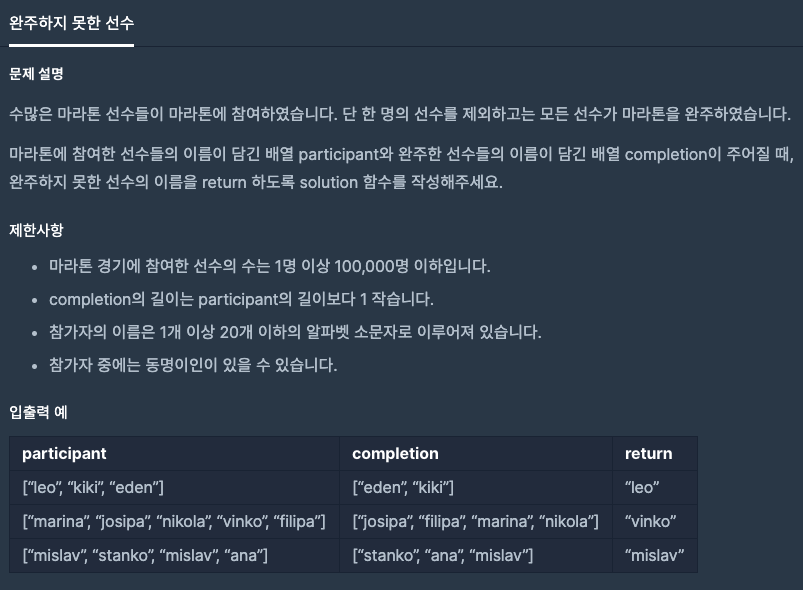 완주하지 못한 선수
문제 설명
수많은 마라톤 선수들이 마라톤에 참여하였습니다. 단 한 명의 선수를 제외하고는 모든 선수가 마라톤을 완주하였습니다.
마라톤에 참여한 선수들의 이름이 담긴 배열 participant와 완주한 선수들의 이름이 담긴 배열 completion이 주어질 때,
완주하지 못한 선수의 이름을 return 하도록 solution 함수를 작성해주세요.
제한사항
• 마라톤 경기에 참여한 선수의 수는 1명 이상 100,000명 이하입니다.
• completion의 길이는 participant의 길이보다 1 작습니다.
• 참가자의 이름은 1개 이상 20개 이하의 알파벳 소문자로 이루어져 있습니다.
• 참가자 중에는 동명이인이 있을 수 있습니다.
입출력 예
participant completion return
[“leo”, “kiki”, “eden”] [“eden”, “kiki”] “leo”
[“marina”, “josipa”, “nikola”, “vinko”, “filipa”] [“josipa”, “filipa”, “marina”, “nikola”] “vinko”
[“mislav”, “stanko”, “mislav”, “ana”] [“stanko”, “ana”, “mislav”] “mislav”